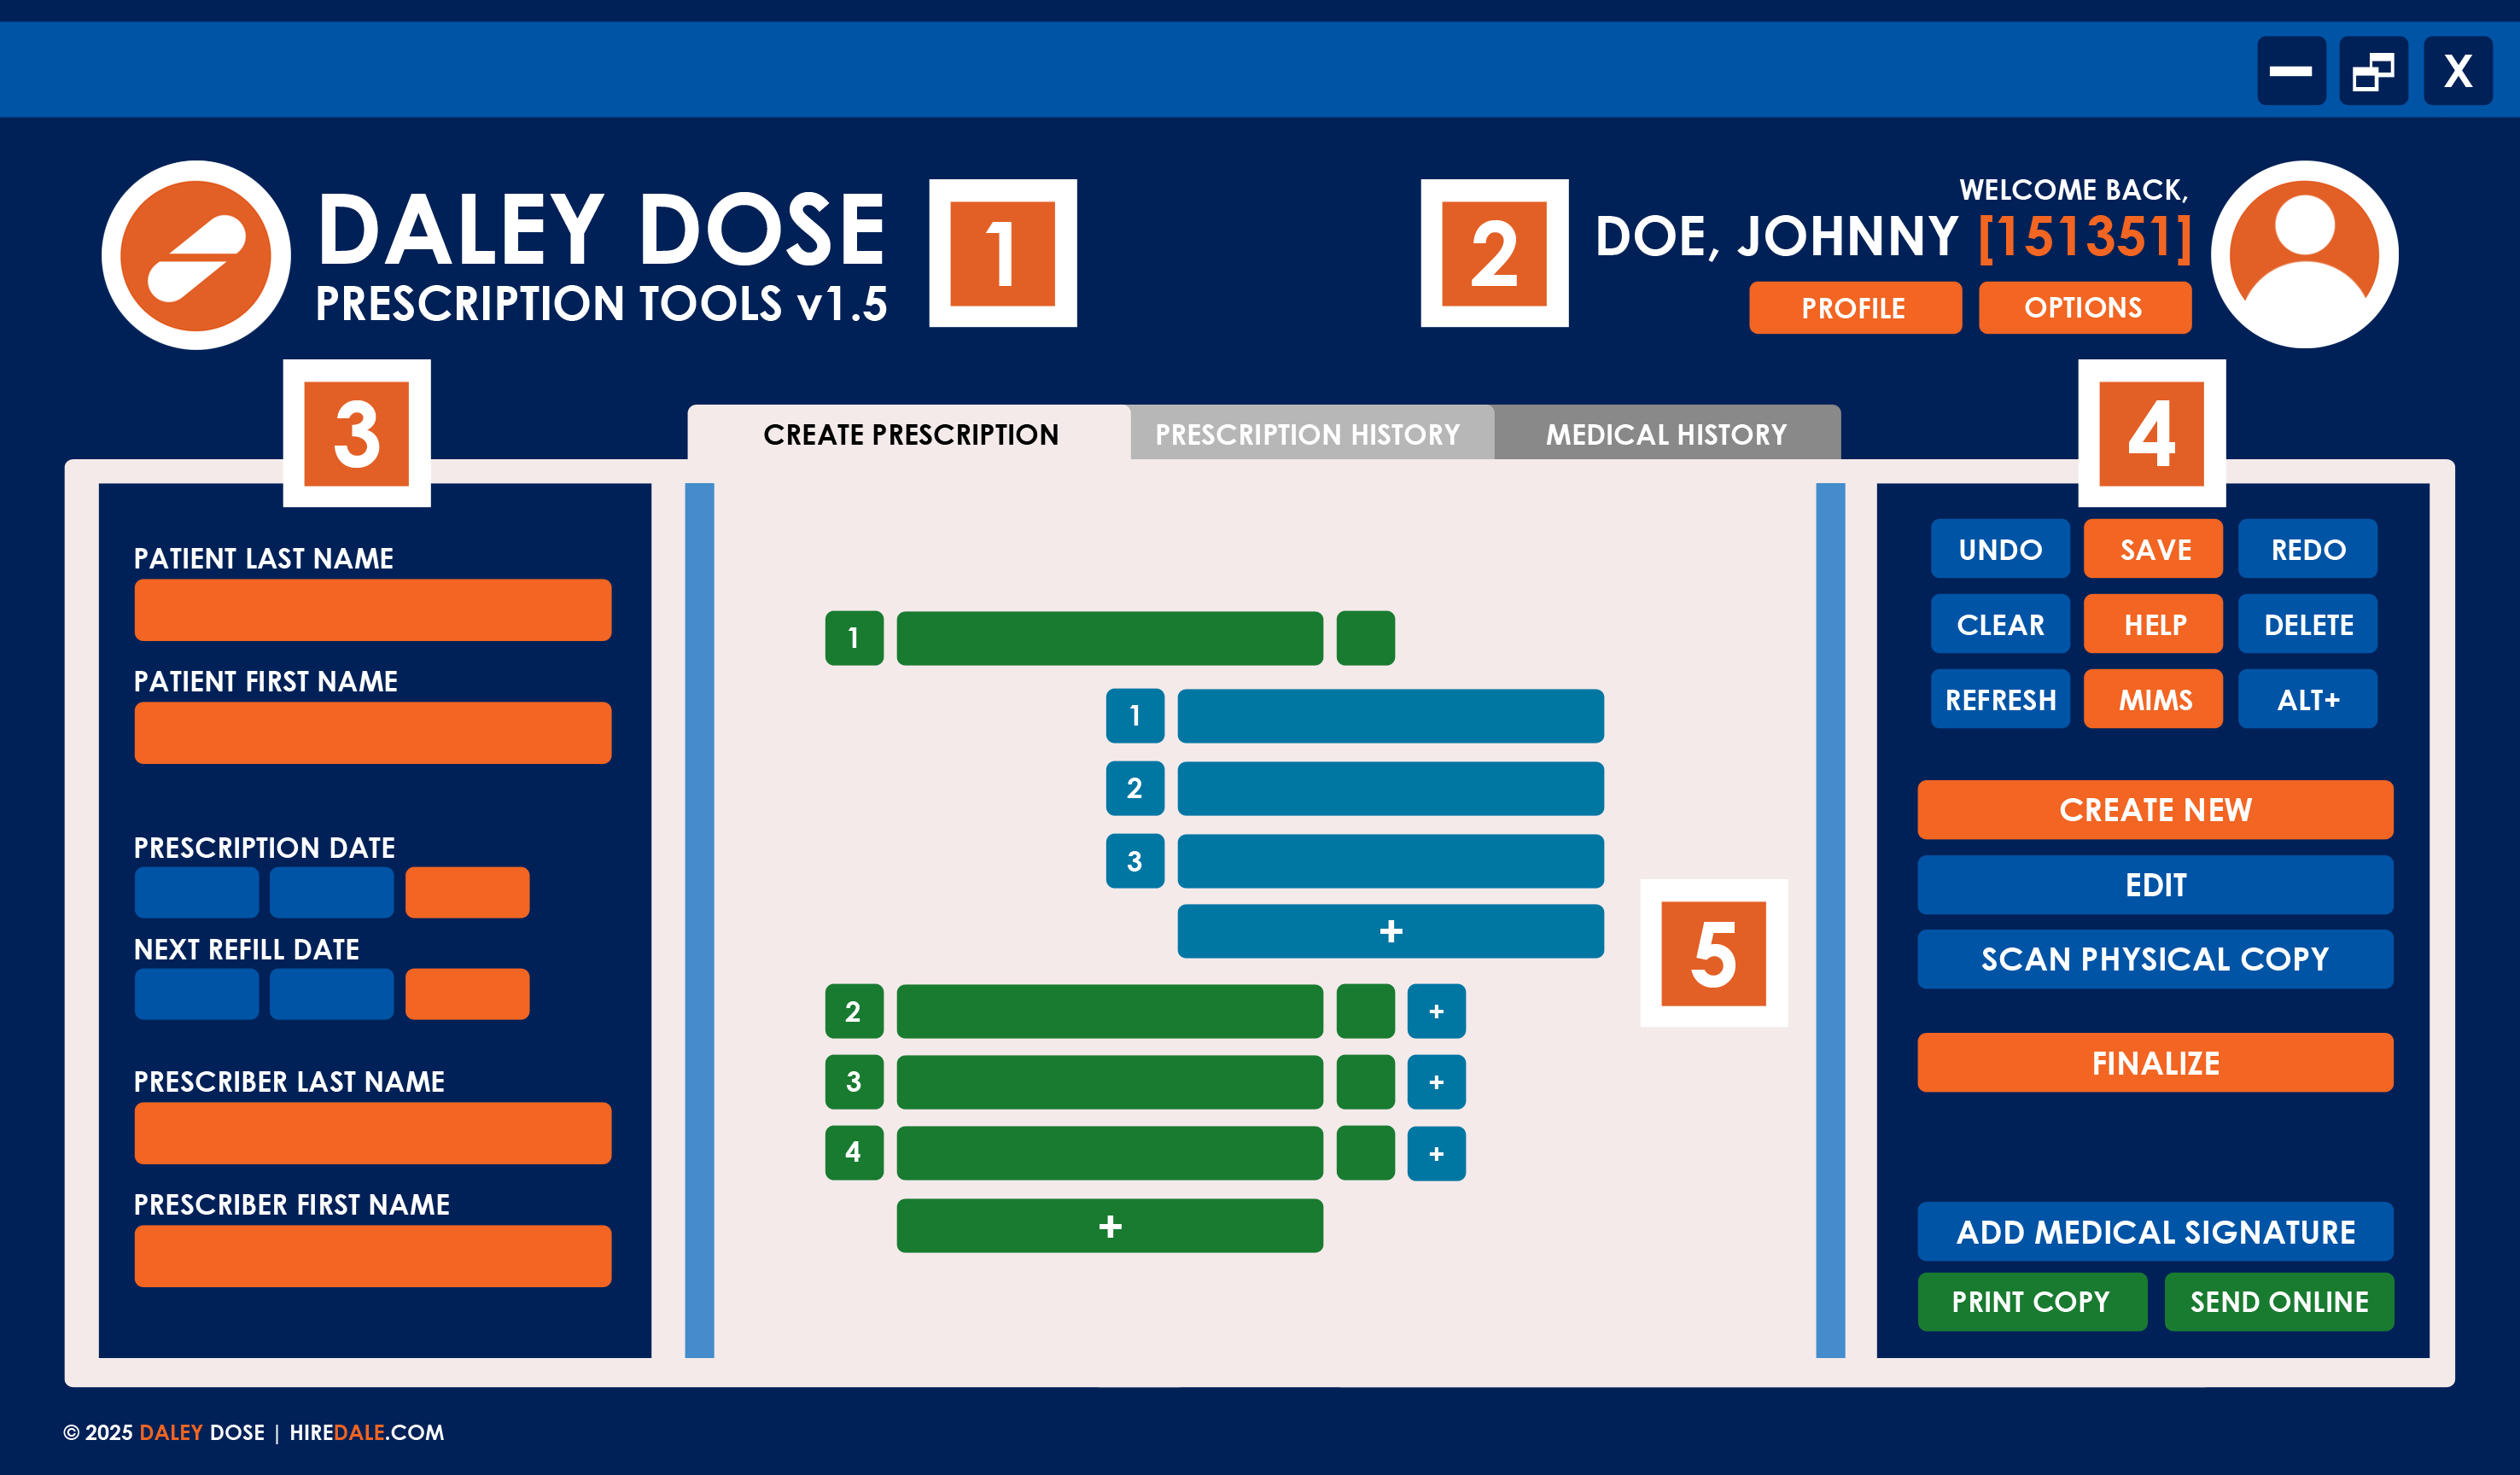 X
DALEY DOSE
PRESCRIPTION TOOLS v1.5
1
2
WELCOME BACK,
DOE, JOHNNY [151351]
PROFILE
OPTIONS
3
CREATE PRESCRIPTION
PRESCRIPTION HISTORY
MEDICAL HISTORY
4
PATIENT LAST NAME
PATIENT FIRST NAME
PRESCRIPTION DATE
NEXT REFILL DATE
PRESCRIBER LAST NAME
PRESCRIBER FIRST NAME
1
1
2
3
+
2 +
3 +
4 +
+
5
UNDO SAVE REDO
CLEAR HELP DELETE
REFRESH MIMS ALT+
CREATE NEW
EDIT
SCAN PHYSICAL COPY
FINALIZE
ADD MEDICAL SIGNATURE
PRINT COPY SEND ONLINE
© 2025 DALEY DOSE | HIREDALE.COM